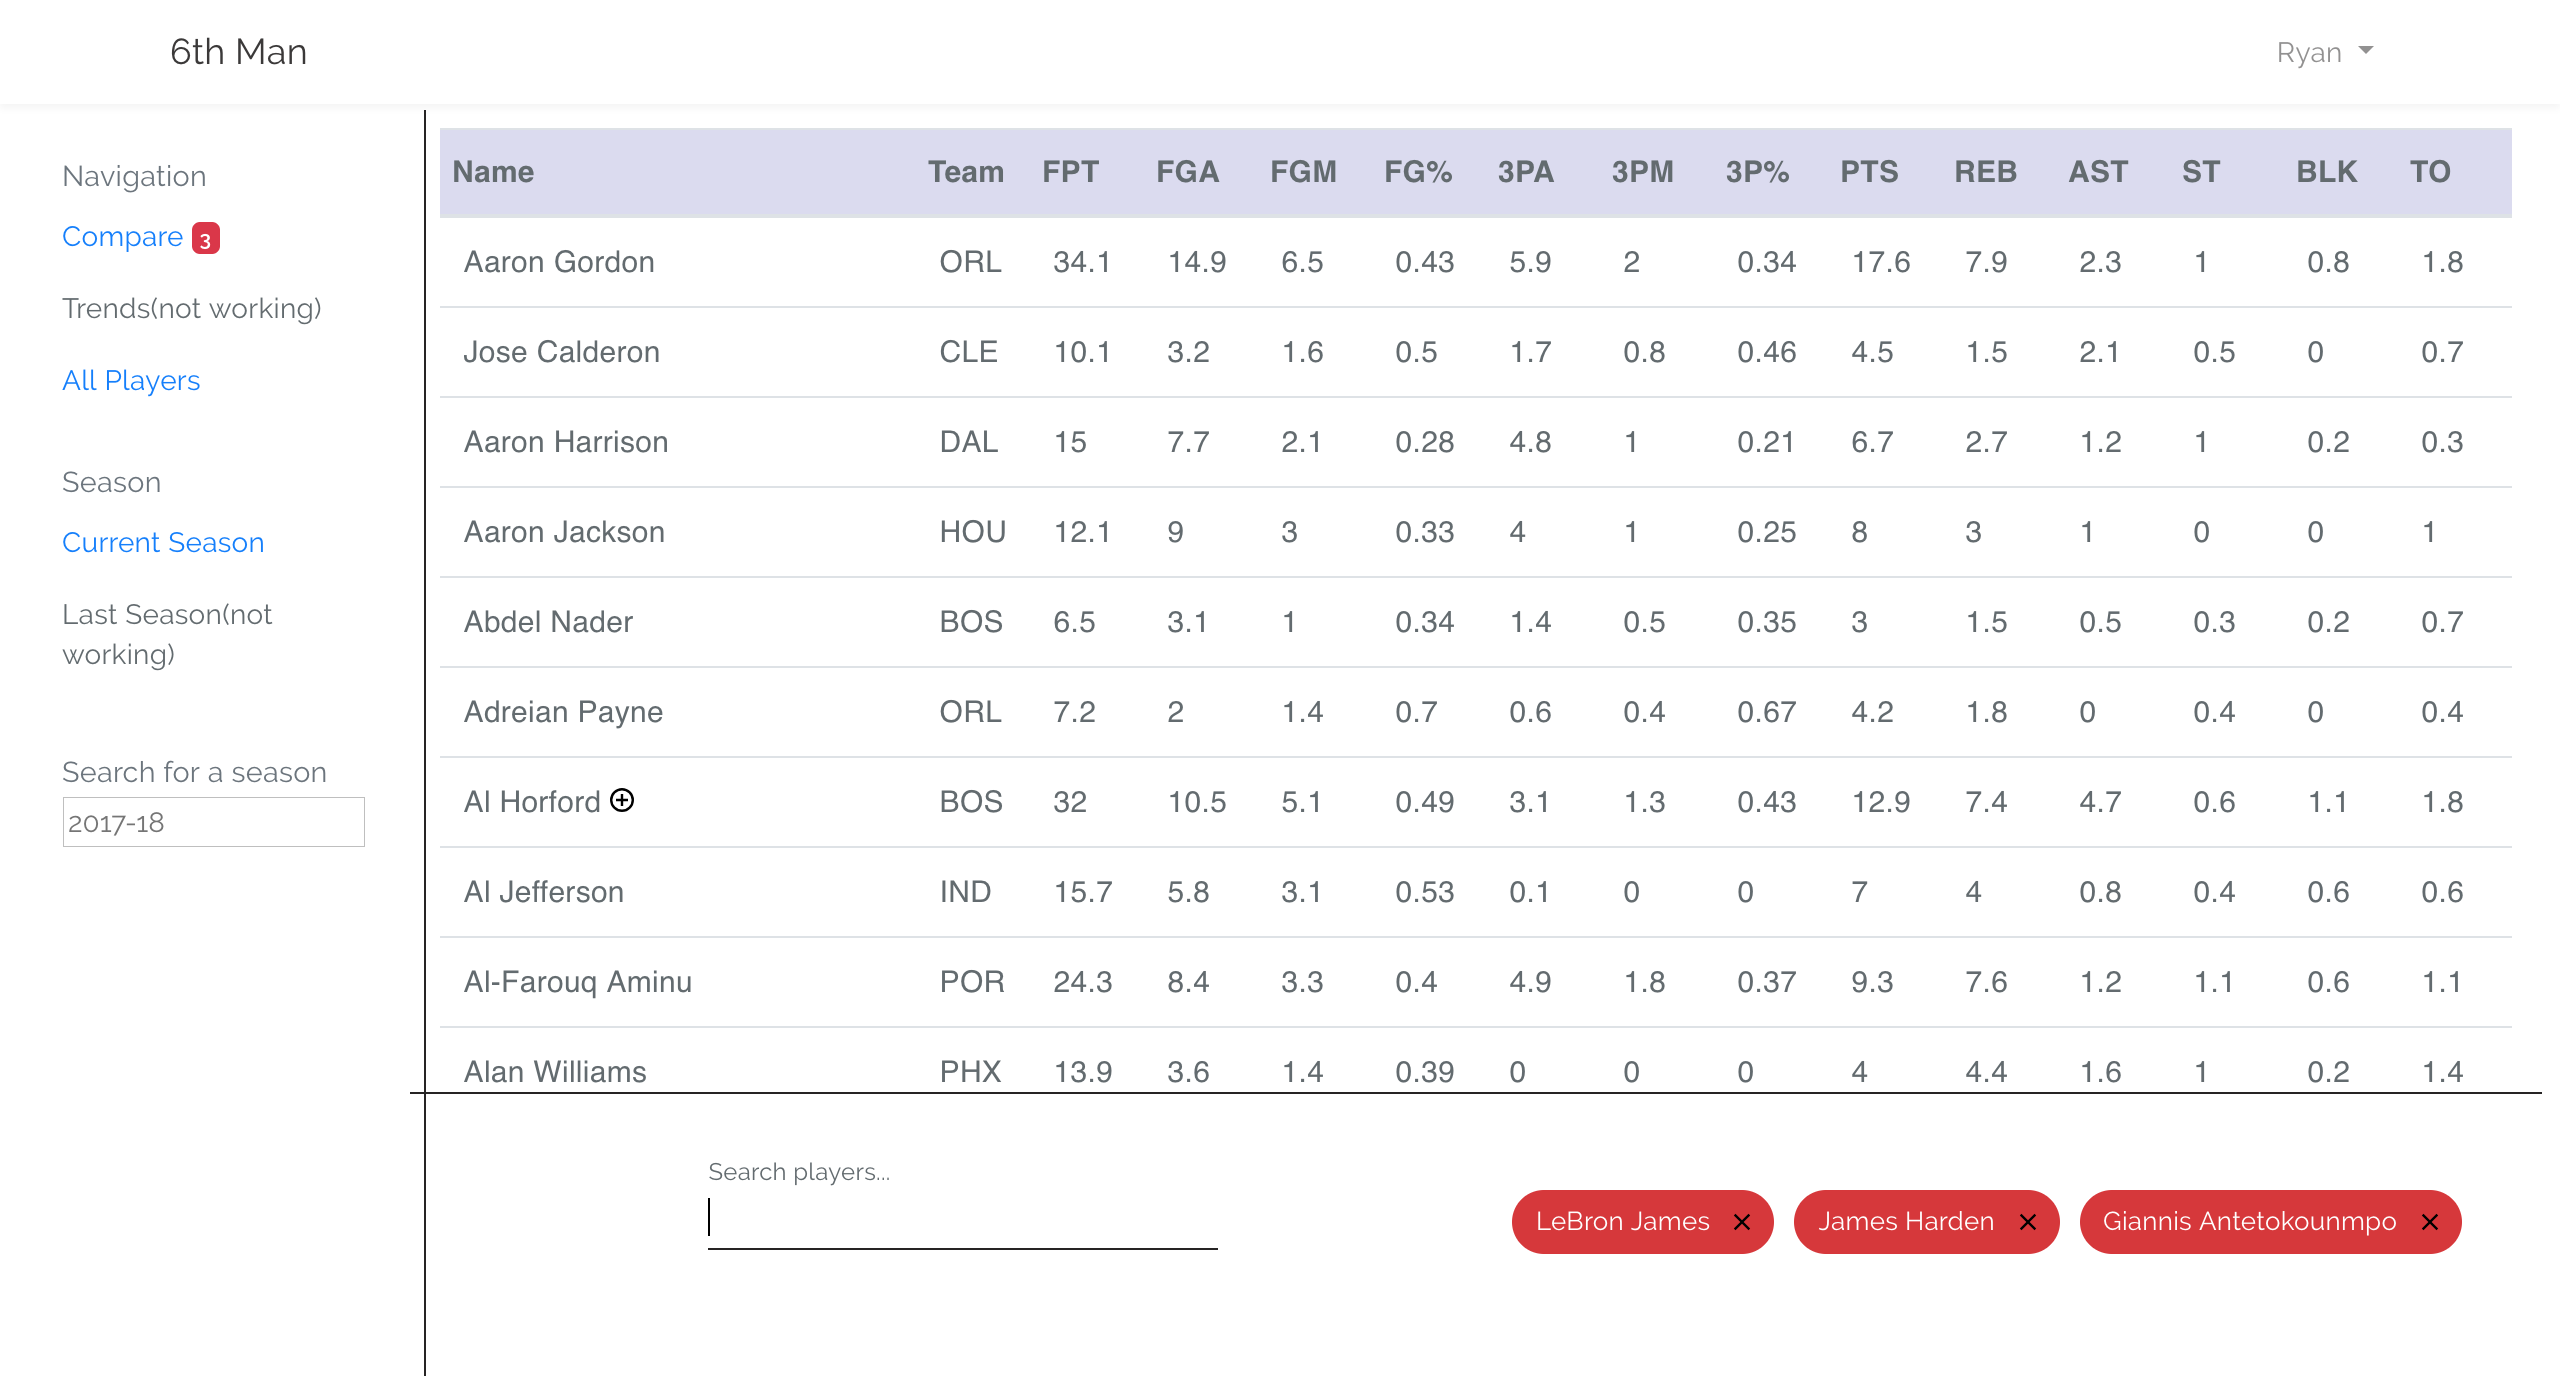 6th Man
Ryan
Navigation
Compare 3
Trends(not working)
All Players
Season
Current Season
Last Season(not
working)
Search for a season
2017-18
Name Team FPT FGA FGM FG% 3PA 3PM 3P% PTS REB AST ST BLK TO
Aaron Gordon ORL 34.1 14.9 6.5 0.43 5.9 2 0.34 17.6 7.9 2.3 1 0.8 1.8
Jose Calderon CLE 10.1 3.2 1.6 0.5 1.7 0.8 0.46 4.5 1.5 2.1 0.5 0 0.7
Aaron Harrison DAL 15 7.7 2.1 0.28 4.8 1 0.21 6.7 2.7 1.2 1 0.2 0.3
Aaron Jackson HOU 12.1 9 3 0.33 4 1 0.25 8 3 1 0 0 1
Abdel Nader BOS 6.5 3.1 1 0.34 1.4 0.5 0.35 3 1.5 0.5 0.3 0.2 0.7
Adreian Payne ORL 7.2 2 1.4 0.7 0.6 0.4 0.67 4.2 1.8 0 0.4 0 0.4
Al Horford BOS 32 10.5 5.1 0.49 3.1 1.3 0.43 12.9 7.4 4.7 0.6 1.1 1.8
Al Jefferson IND 15.7 5.8 3.1 0.53 0.1 0 0 7 4 0.8 0.4 0.6 0.6
Al-Farouq Aminu POR 24.3 8.4 3.3 0.4 4.9 1.8 0.37 9.3 7.6 1.2 1.1 0.6 1.1
Alan Williams PHX 13.9 3.6 1.4 0.39 0 0 0 4 4.4 1.6 1 0.2 1.4
Search players...
LeBron James
James Harden
Giannis Antetokounmpo